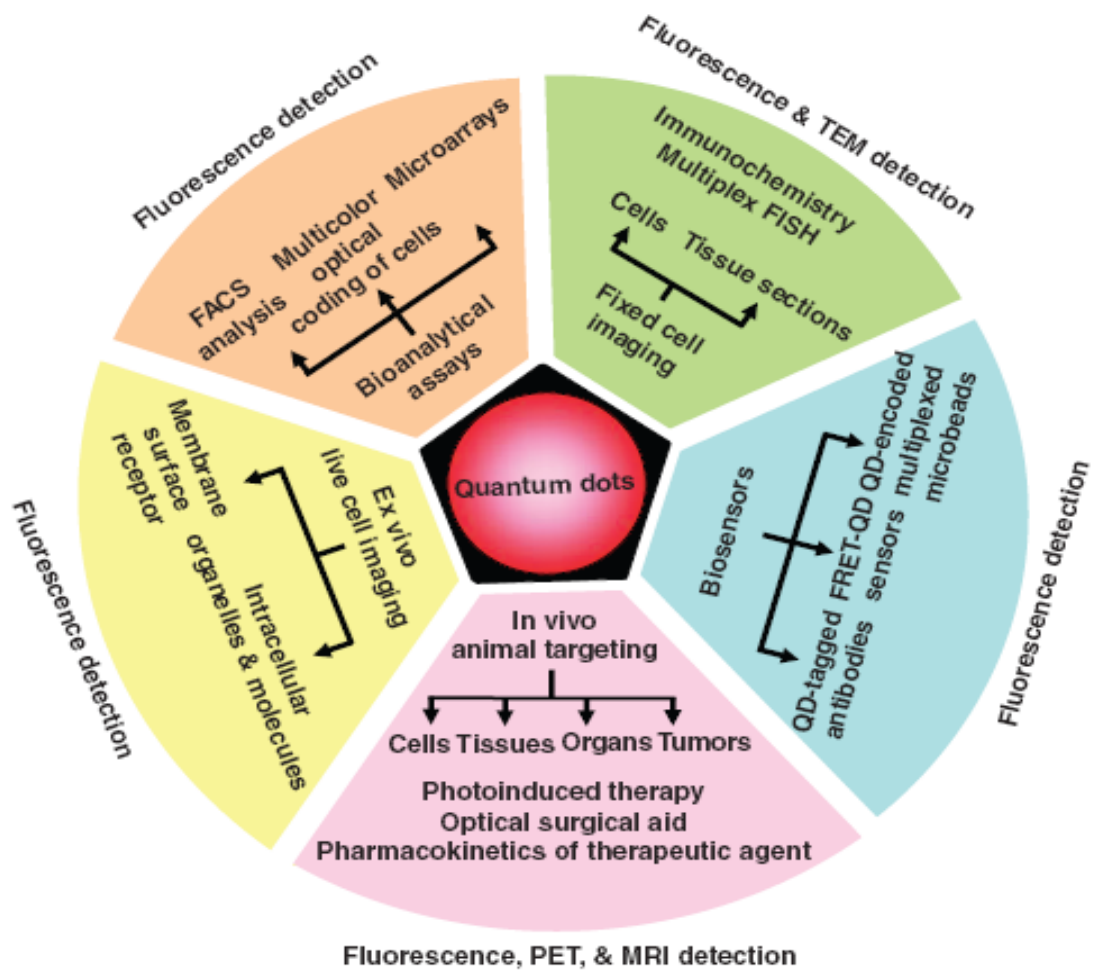 Fluorescence detection
FACS
analysis
Multicolor
optical
coding of cells
Microarrays
Bioanalytical
assays
Fluorescence & TEM detection
Immunochemistry
Multiplex FISH
Cells
Tissue sections
Fixed cell
imaging
Fluorescence detection
Biosensors
QD-encoded
multiplexed
microbeads
FRET-QD
sensors
QD-tagged
antibodies
Quantum dots
Fluorescence detection
Ex vivo
live cell imaging
Membrane
surface
receptor
Intracellular
organelles & molecules
In vivo
animal targeting
Cells Tissues Organs Tumors
Photoinduced therapy
Optical surgical aid
Pharmacokinetics of therapeutic agent
Fluorescence, PET, & MRI detection